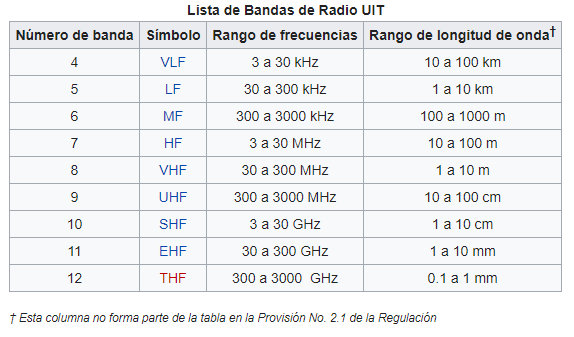 Lista de Bandas de Radio UIT
Número de banda Símbolo Rango de frecuencias Rango de longitud de onda†
4 VLF 3 a 30 kHz 10 a 100 km
5 LF 30 a 300 kHz 1 a 10 km
6 MF 300 a 3000 kHz 100 a 1000 m
7 HF 3 a 30 MHz 10 a 100 m
8 VHF 30 a 300 MHz 1 a 10 m
9 UHF 300 a 3000 MHz 10 a 100 cm
10 SHF 3 a 30 GHz 1 a 10 cm
11 EHF 30 a 300 GHz 1 a 10 mm
12 THF 300 a 3000 GHz 0.1 a 1 mm
† Esta columna no forma parte de la tabla en la Provisión No. 2.1 de la Regulación